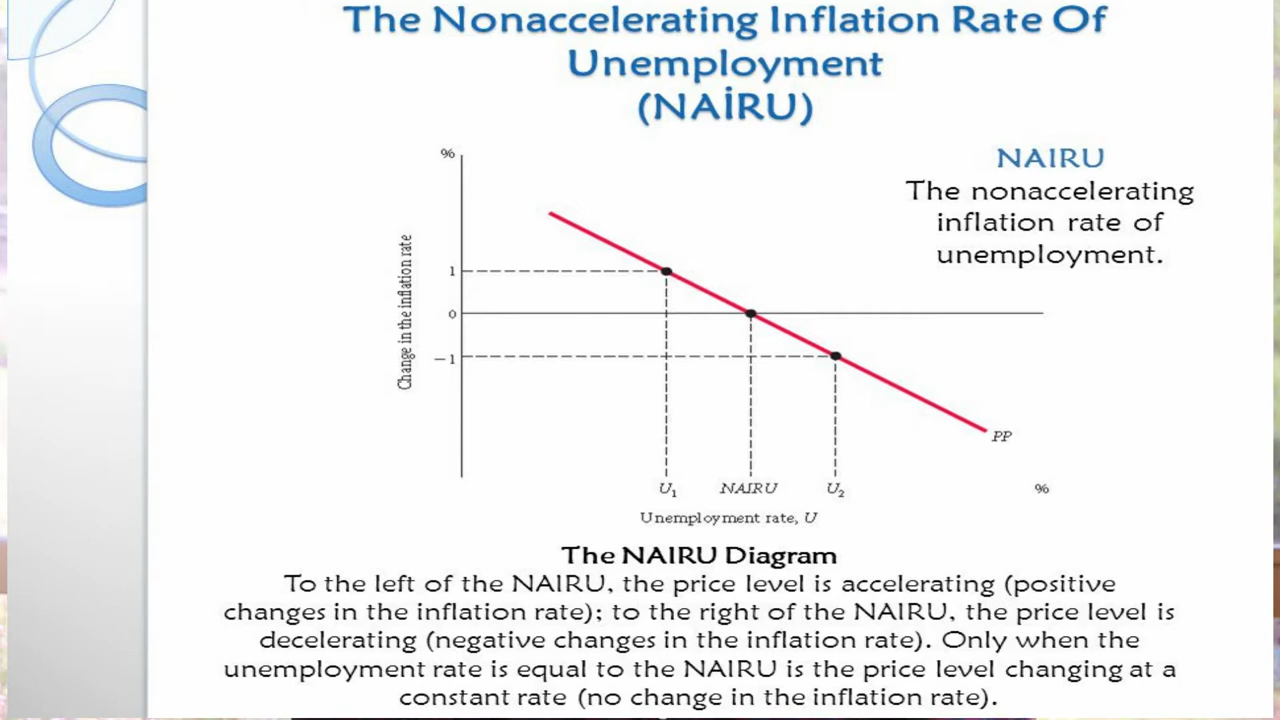 The Nonaccelerating Inflation Rate Of
Unemployment
(NAİRU)
NAIRU
The nonaccelerating
inflation rate of
unemployment.
%
Change in the inflation rate
1
0
−1
PP
U1 NAIRU U2 %
Unemployment rate, U
The NAIRU Diagram
To the left of the NAIRU, the price level is accelerating (positive
changes in the inflation rate); to the right of the NAIRU, the price level is
decelerating (negative changes in the inflation rate). Only when the
unemployment rate is equal to the NAIRU is the price level changing at a
constant rate (no change in the inflation rate).